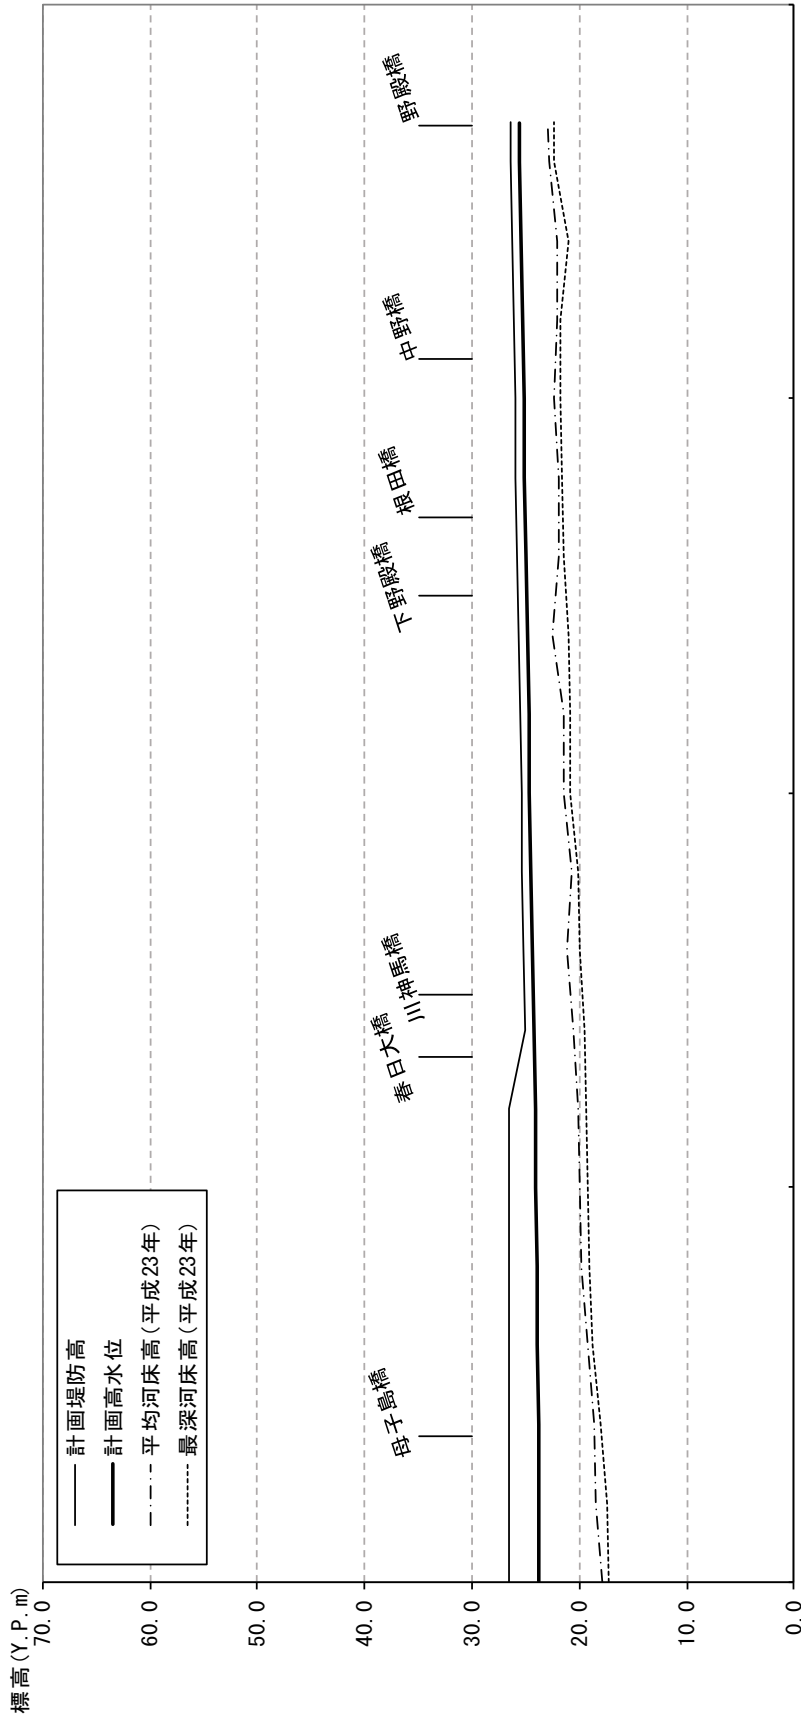 標高(Y.P.m)
70.0
60.0
50.0
40.0
30.0
20.0
10.0
0.0
計画堤防高
計画高水位
平均河床高(平成23年)
最深河床高(平成23年)
母子島橋
春日大橋
川神馬橋
下野殿橋
根田橋
中野橋
野殿橋